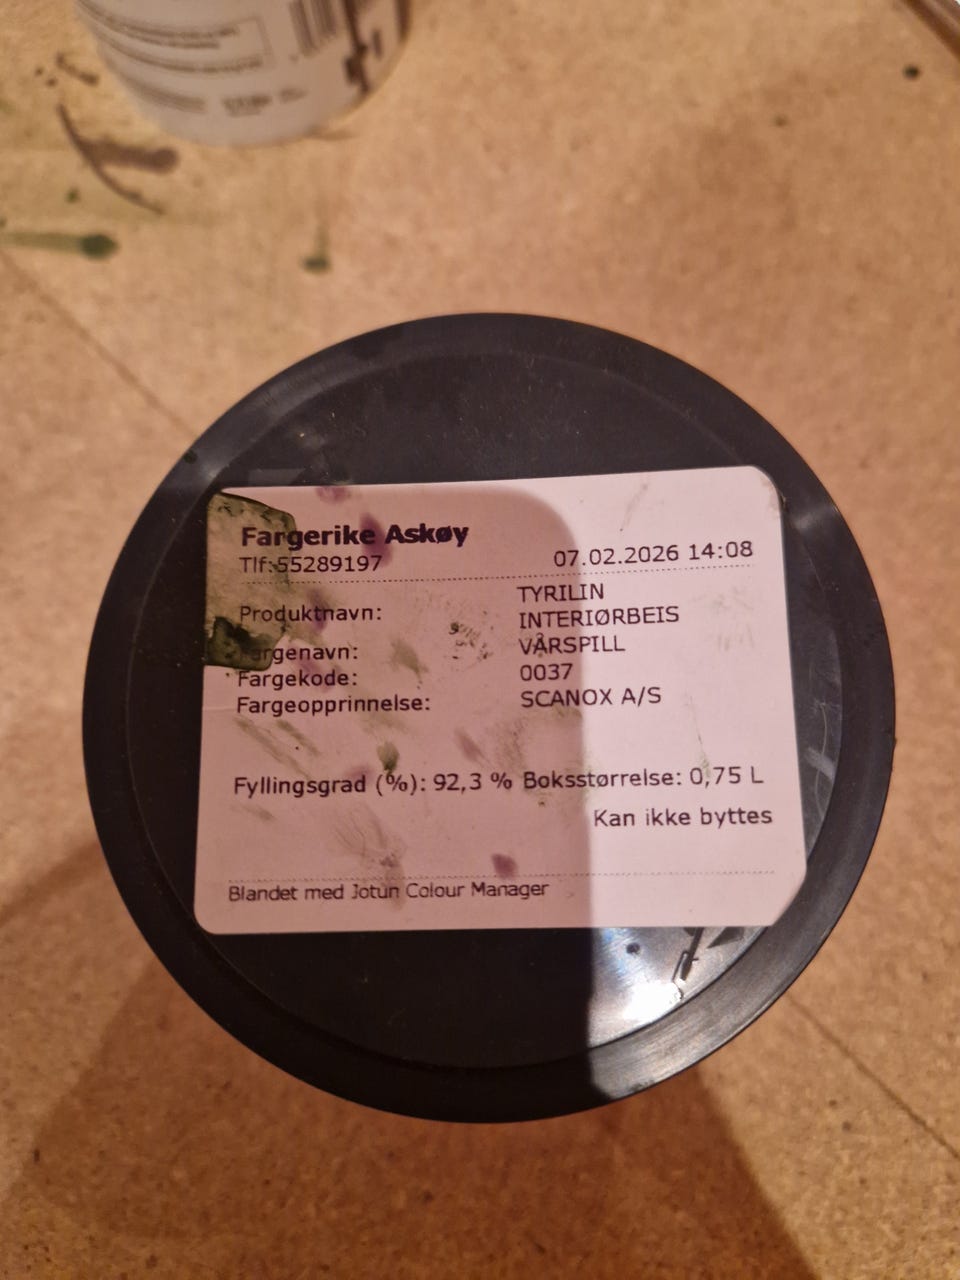 Fargerike Askøy
Tlf:55289197 07.02.2026 14:08
Produktnavn: TYRILIN
INTERIØRBEIS
Fargenavn: VÅRSPILL
Fargekode: 0037
Fargeopprinnelse: SCANOX A/S
Fyllingsgrad (%): 92,3 % Boksstørrelse: 0,75 L
Kan ikke byttes
Blandet med Jotun Colour Manager